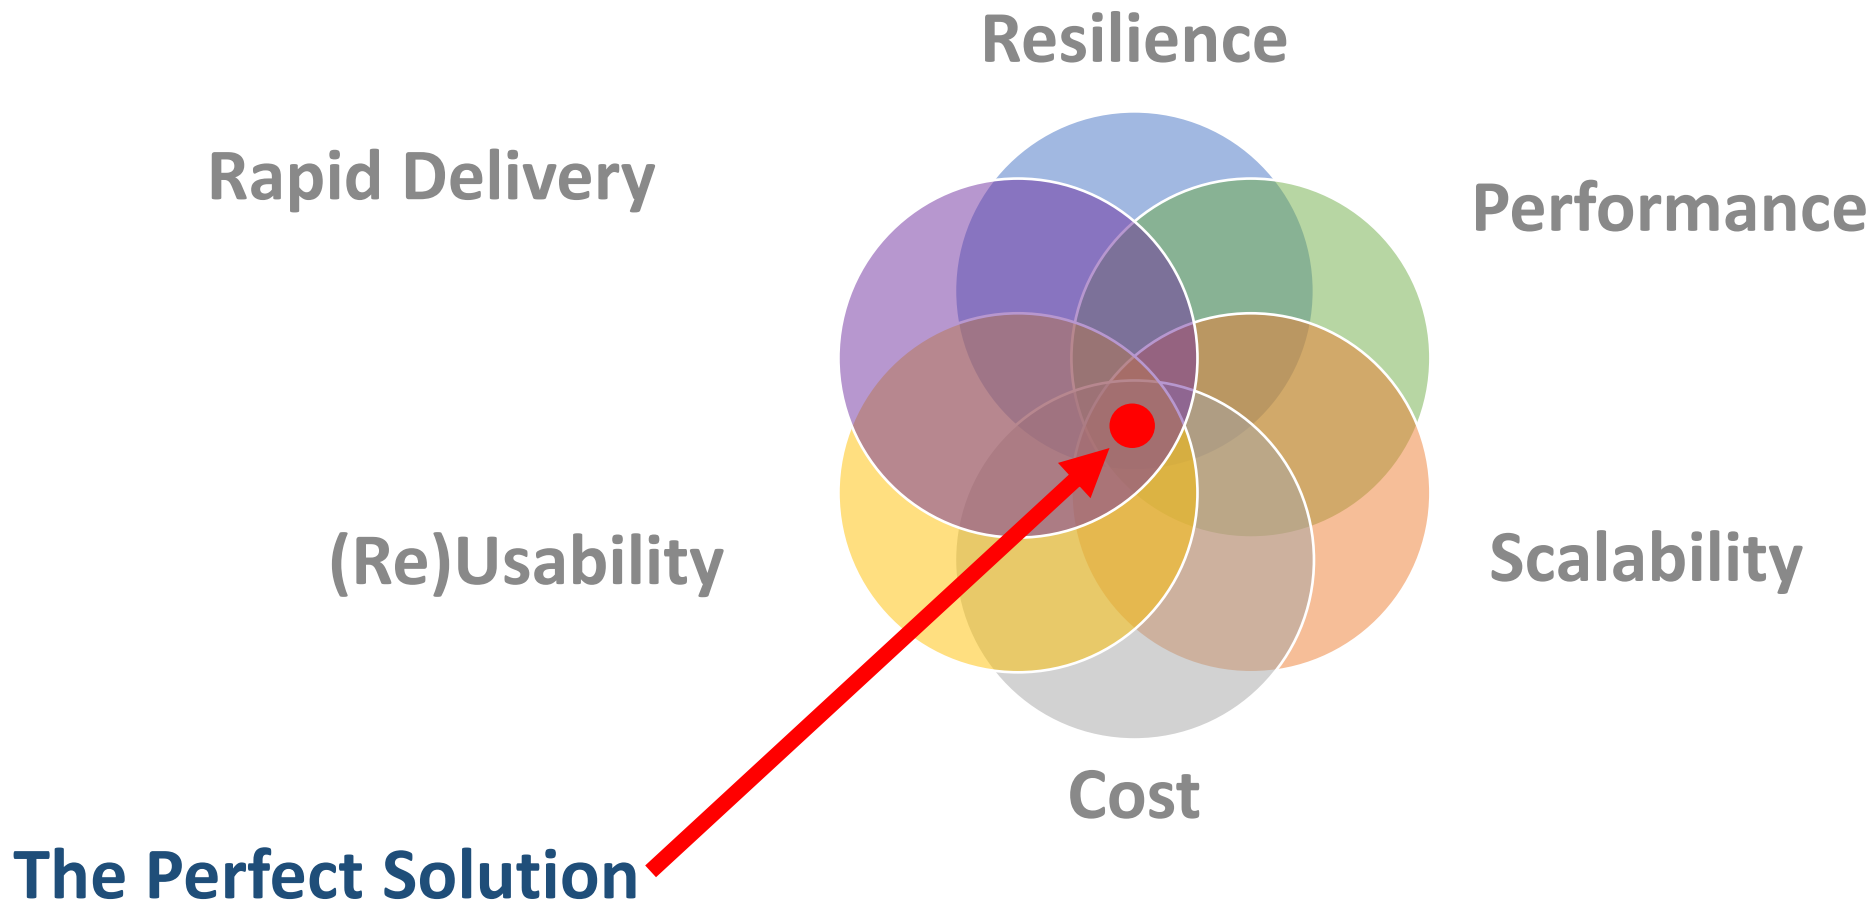 Resilience
Rapid Delivery
Performance
(Re)Usability
Scalability
Cost
The Perfect Solution